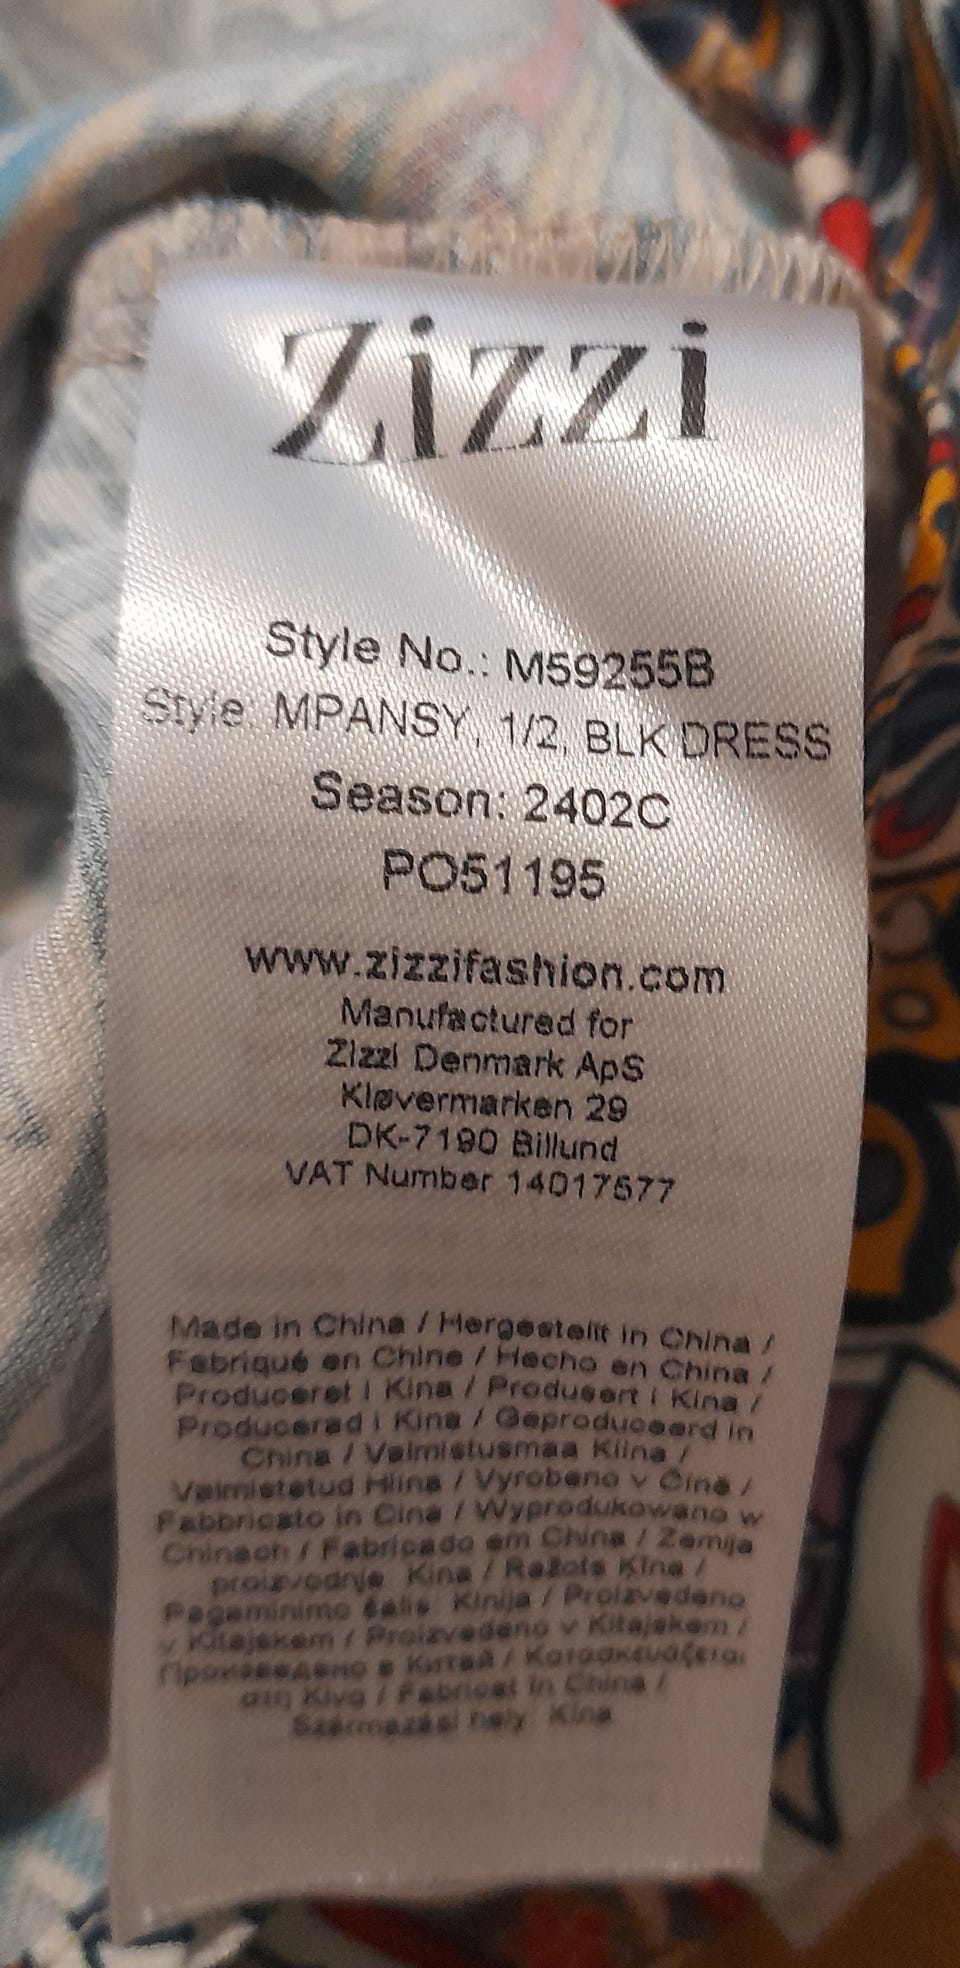 Zizzi
Style No.: M59255B
Style: MPANSY, 1/2, BLK DRESS
Season: 2402C
PO51195
www.zizzifashion.com
Manufactured for
Zizzi Denmark ApS
Kløvermarken 29
DK-7190 Billund
VAT Number 14017577
Made in China / Hergestellt in China /
Fabriqué en Chine / Hecho en China /
Produceret i Kina / Produsert i Kina /
Producerad i Kina / Geproduceerd in
China / Valmistusmaa Kiina /
Valmistatud Hiina / Vyrobeno v Číně /
Fabbricato in Cina / Wyprodukowano w
Chinach / Fabricado em China / Zemlja
proizvodnje: Kina / Ražots Ķīna /
Pagaminimo šalis: Kinija / Proizvedeno
v Kitajskem / Proizvedeno v Kitajskem /
Произведено в Китай / Κατασκευάζεται
στη Κίνα / Fabricat în China /
Származási hely: Kína